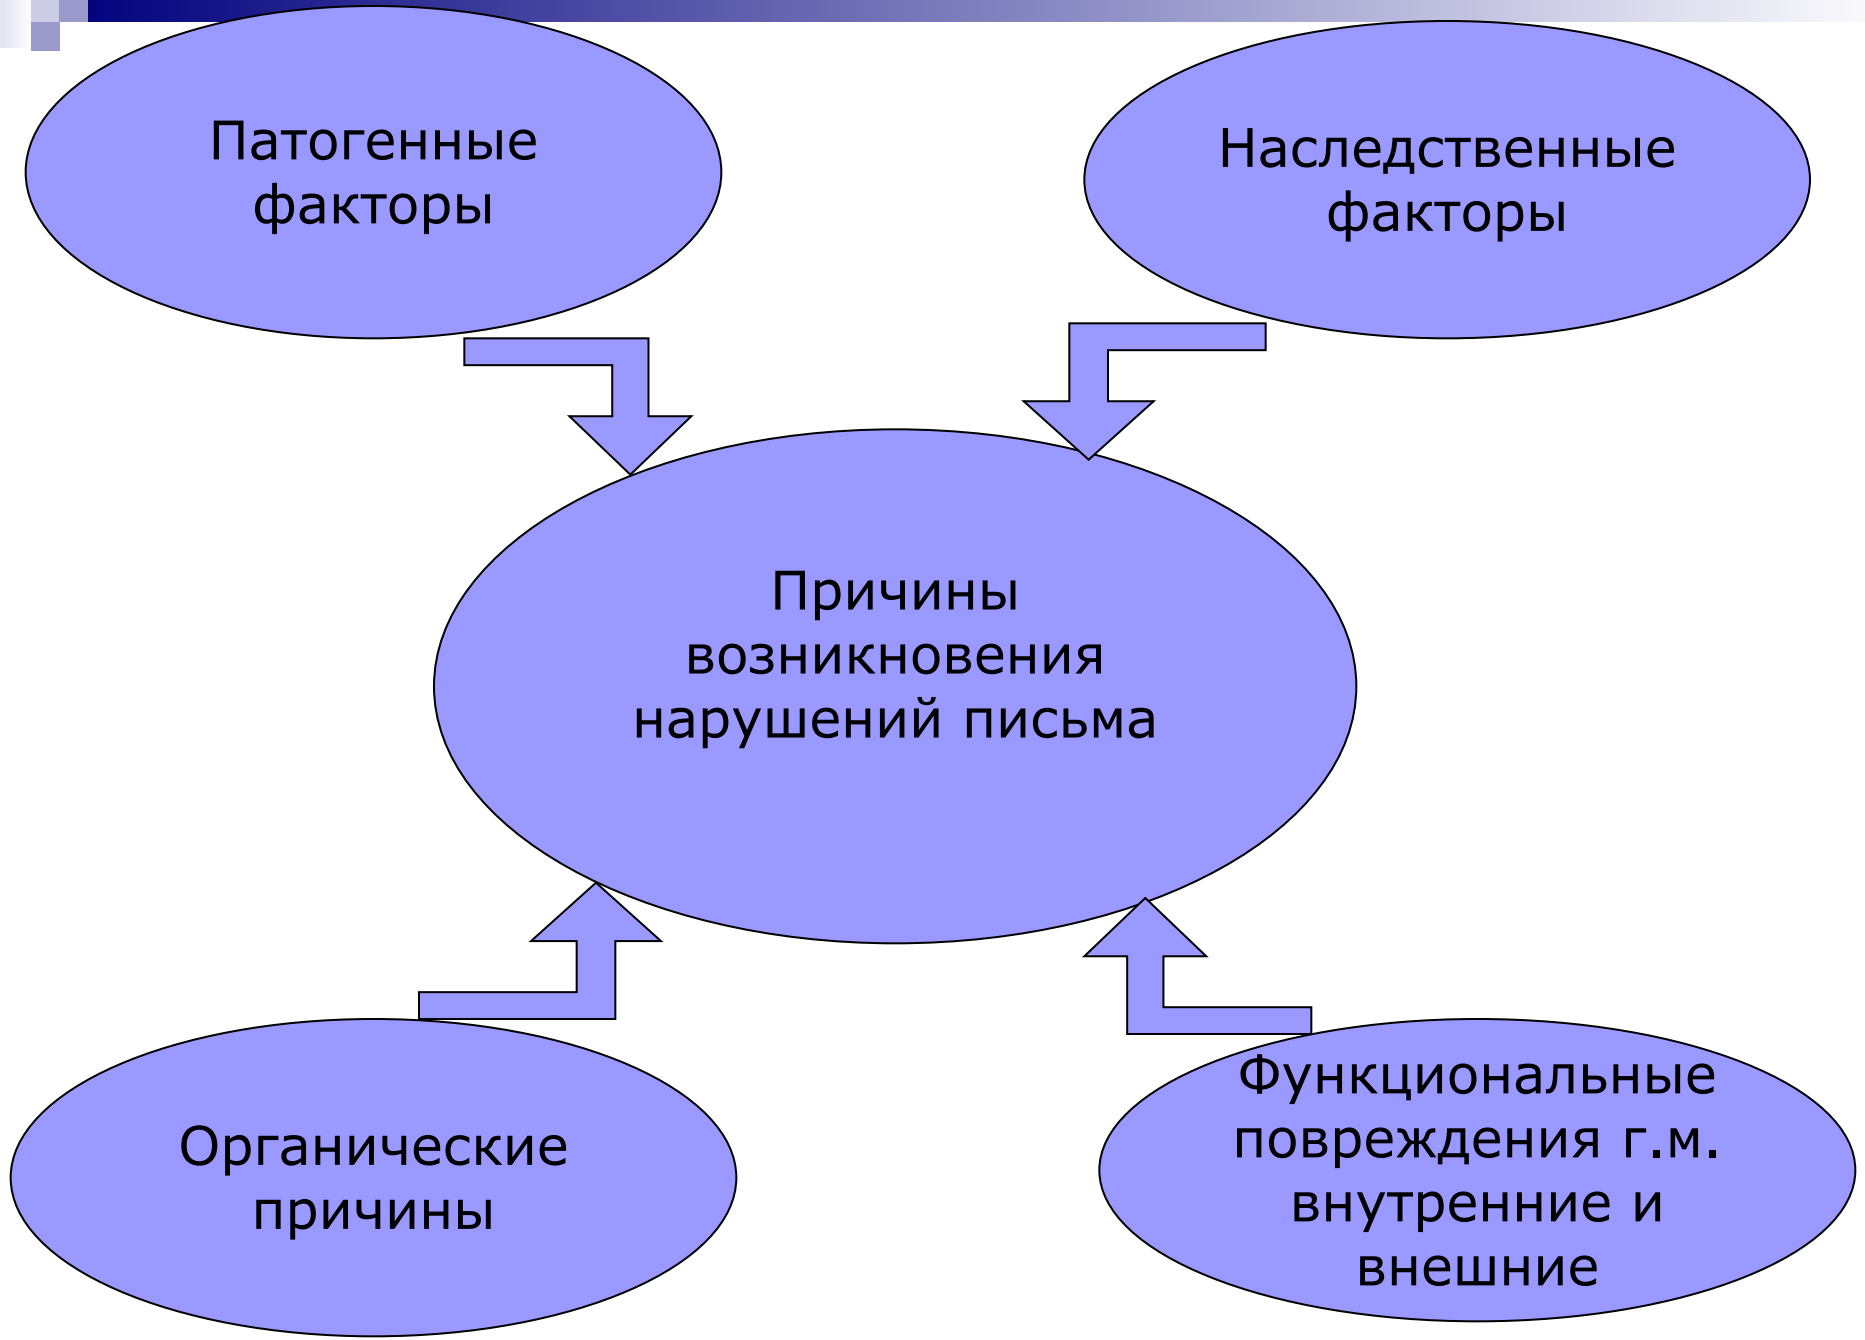 Патогенные
факторы
Наследственные
факторы
Причины
возникновения
нарушений письма
Органические
причины
Функциональные
повреждения г.м.
внутренние и
внешние